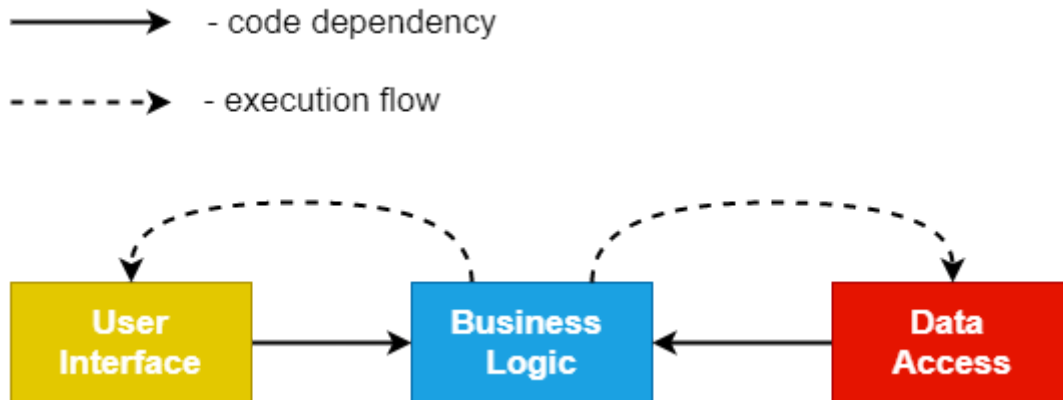 - code dependency
- execution flow
User
Interface
Business
Logic
Data
Access